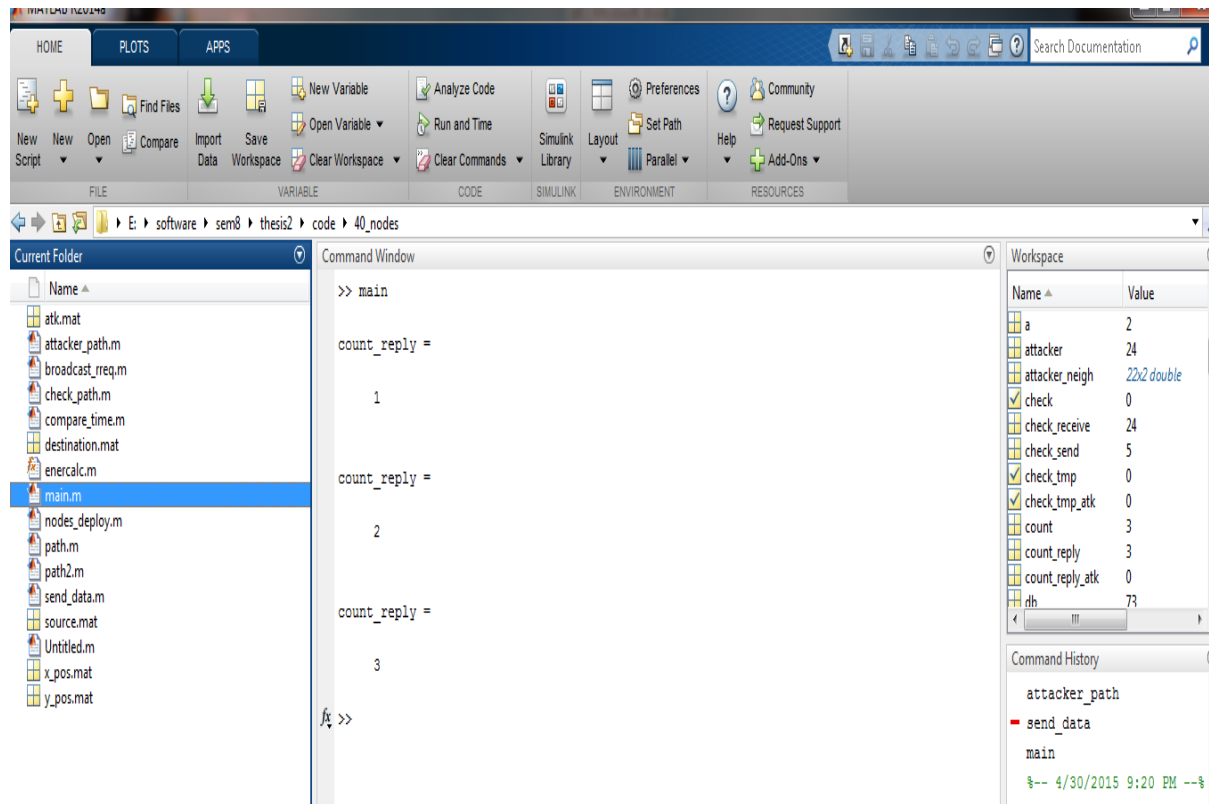 MATLAB R2014a
HOME PLOTS APPS
Search Documentation
New Script
New
Open
Find Files
Compare
FILE
Import Data
Save Workspace
New Variable
Open Variable
Clear Workspace
VARIABLE
Analyze Code
Run and Time
Clear Commands
CODE
Simulink Library
SIMULINK
Layout
Preferences
Set Path
Parallel
ENVIRONMENT
Help
Community
Request Support
Add-Ons
RESOURCES
E: software sem8 thesis2 code 40_nodes
Current Folder
Name
atk.mat
attacker_path.m
broadcast_rreq.m
check_path.m
compare_time.m
destination.mat
enercalc.m
main.m
nodes_deploy.m
path.m
path2.m
send_data.m
source.mat
Untitled.m
x_pos.mat
y_pos.mat
Command Window
>> main
count_reply =
1
count_reply =
2
count_reply =
3
fx >>
Workspace
Name Value
a 2
attacker 24
attacker_neigh 22x2 double
check 0
check_receive 24
check_send 5
check_tmp 0
check_tmp_atk 0
count 3
count_reply 3
count_reply_atk 0
db 73
Command History
attacker_path
send_data
main
%-- 4/30/2015 9:20 PM --%